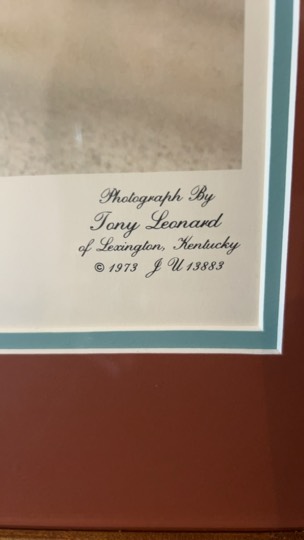 Photograph By
Tony Leonard
of Lexington, Kentucky
© 1973 J U 13883